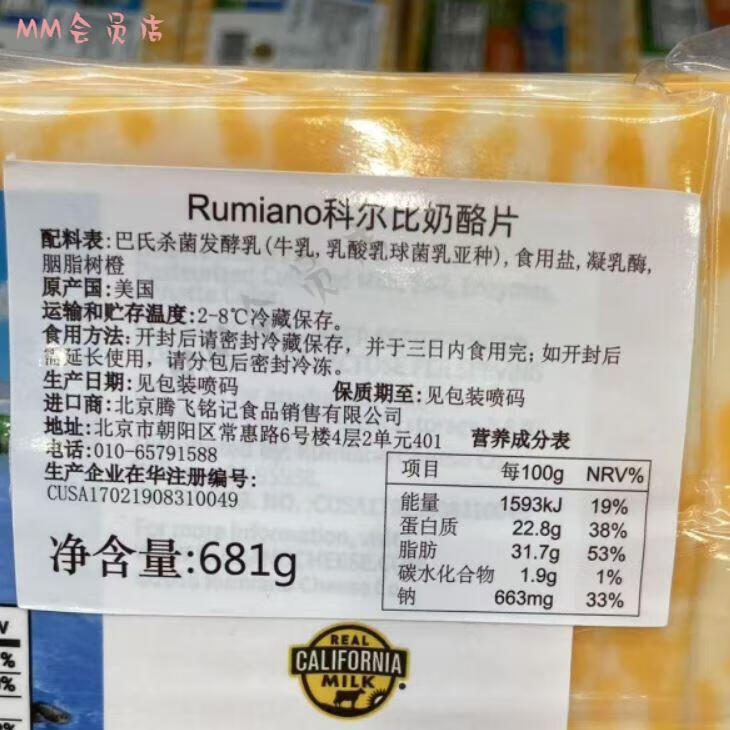 MM会员店
Rumiano科尔比奶酪片
配料表:巴氏杀菌发酵乳(牛乳,乳酸乳球菌乳亚种),食用盐,凝乳酶,
胭脂树橙
原产国:美国
运输和贮存温度:2-8℃冷藏保存。
食用方法:开封后请密封冷藏保存,并于三日内食用完;如开封后
需延长使用,请分包后密封冷冻。
生产日期:见包装喷码 保质期至:见包装喷码
进口商:北京腾飞铭记食品销售有限公司
地址:北京市朝阳区常惠路6号楼4层2单元401
电话:010-65791588
生产企业在华注册编号:
CUSA17021908310049
净含量:681g
营养成分表
项目 每100g NRV%
能量 1593kJ 19%
蛋白质 22.8g 38%
脂肪 31.7g 53%
碳水化合物 1.9g 1%
钠 663mg 33%
REAL
CALIFORNIA
MILK